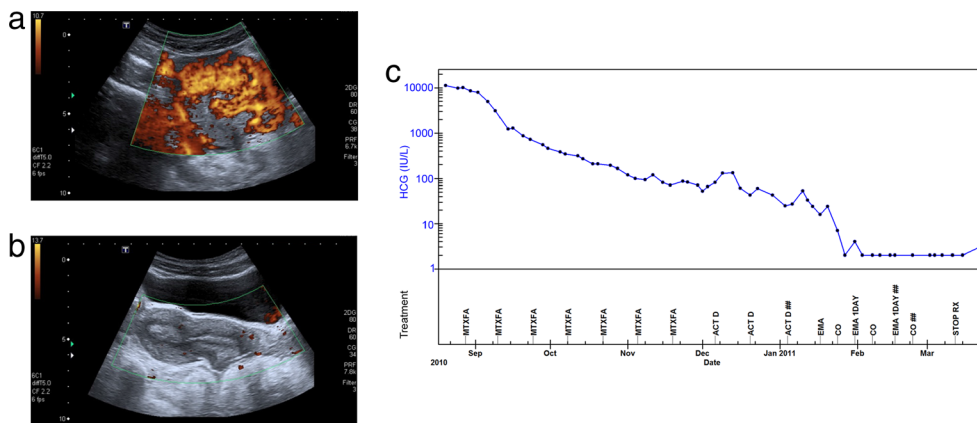 a
10.7
T
0
5
10
2DG
80
DR
60
CG
38
PRF
6.7k
Filter
3
6C1
diffT5.0
CF 2.2
6 fps
b
13.7
T
0
5
10
2DG
80
DR
60
CG
34
PRF
7.8k
Filter
3
6C1
diffT5.0
CF 2.2
6 fps
c
HCG (IU/L)
10000
1000
100
10
1
Treatment
MTXFA
MTXFA
MTXFA
MTXFA
MTXFA
MTXFA
MTXFA
ACT D
ACT D
ACT D ##
EMA
CO
EMA 1DAY
CO
EMA 1DAY ##
CO ##
STOP RX
Sep Oct Nov Dec Jan 2011 Feb Mar
2010
Date